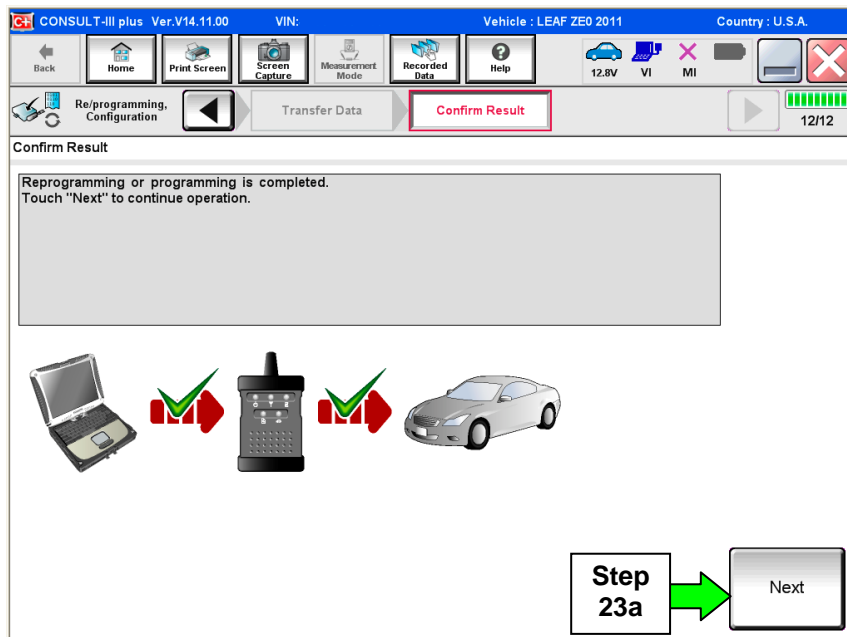 C+ CONSULT-III plus Ver.V14.11.00 VIN: Vehicle : LEAF ZE0 2011 Country : U.S.A.
Back
Home
Print Screen
Screen
Capture
Measurement
Mode
Recorded
Data
Help
12.8V
VI
MI
Re/programming,
Configuration
Transfer Data
Confirm Result
12/12
Confirm Result
Reprogramming or programming is completed.
Touch "Next" to continue operation.
Step
23a
Next